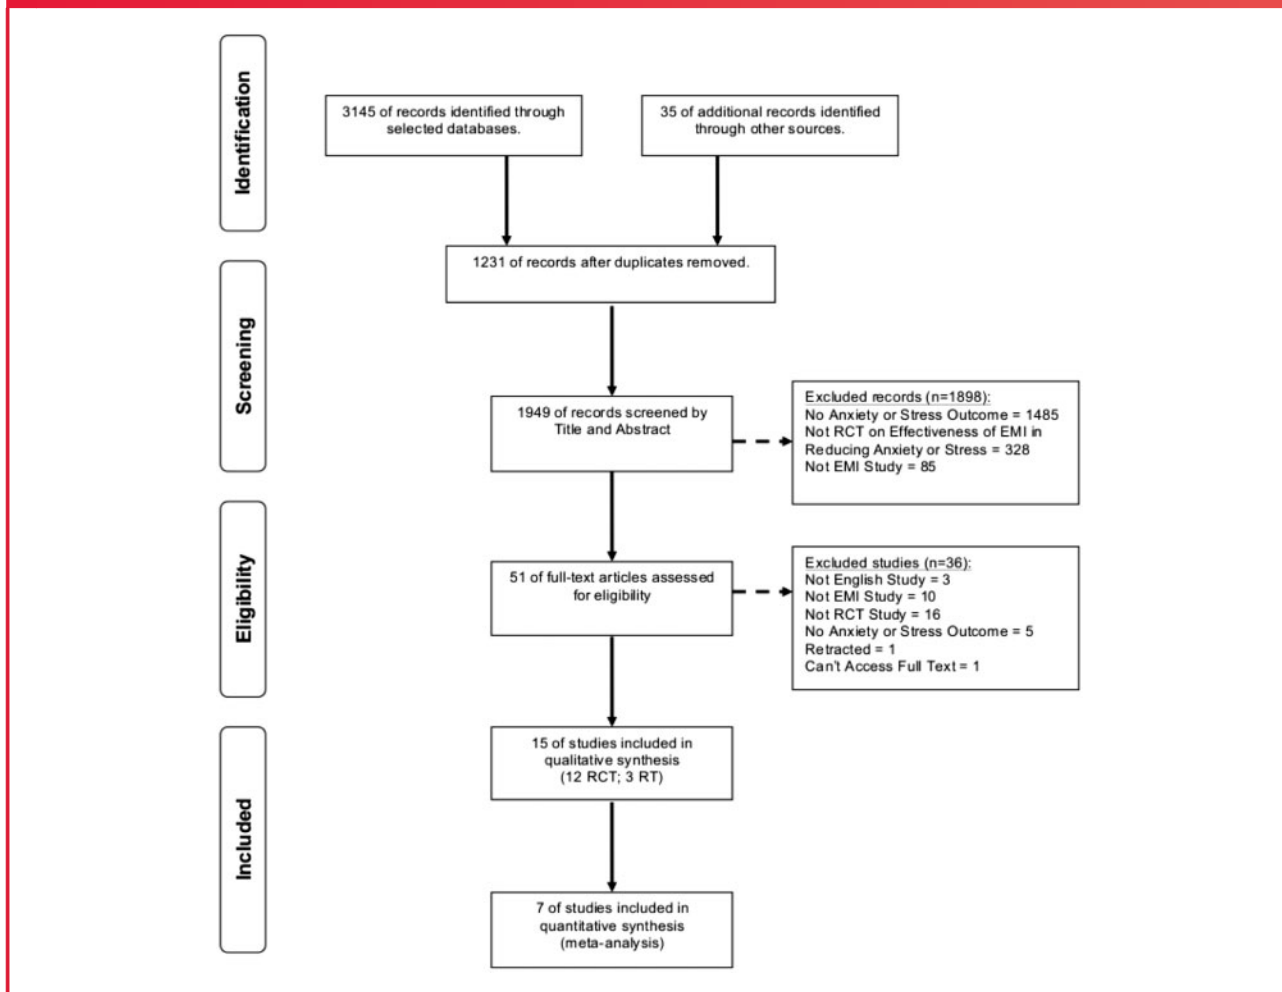 Identification
3145 of records identified through
selected databases.
35 of additional records identified
through other sources.
Screening
1231 of records after duplicates removed.
1949 of records screened by
Title and Abstract
Excluded records (n=1898):
No Anxiety or Stress Outcome = 1485
Not RCT on Effectiveness of EMI in
Reducing Anxiety or Stress = 328
Not EMI Study = 85
Eligibility
51 of full-text articles assessed
for eligibility
Excluded studies (n=36):
Not English Study = 3
Not EMI Study = 10
Not RCT Study = 16
No Anxiety or Stress Outcome = 5
Retracted = 1
Can't Access Full Text = 1
Included
15 of studies included in
qualitative synthesis
(12 RCT; 3 RT)
7 of studies included in
quantitative synthesis
(meta-analysis)